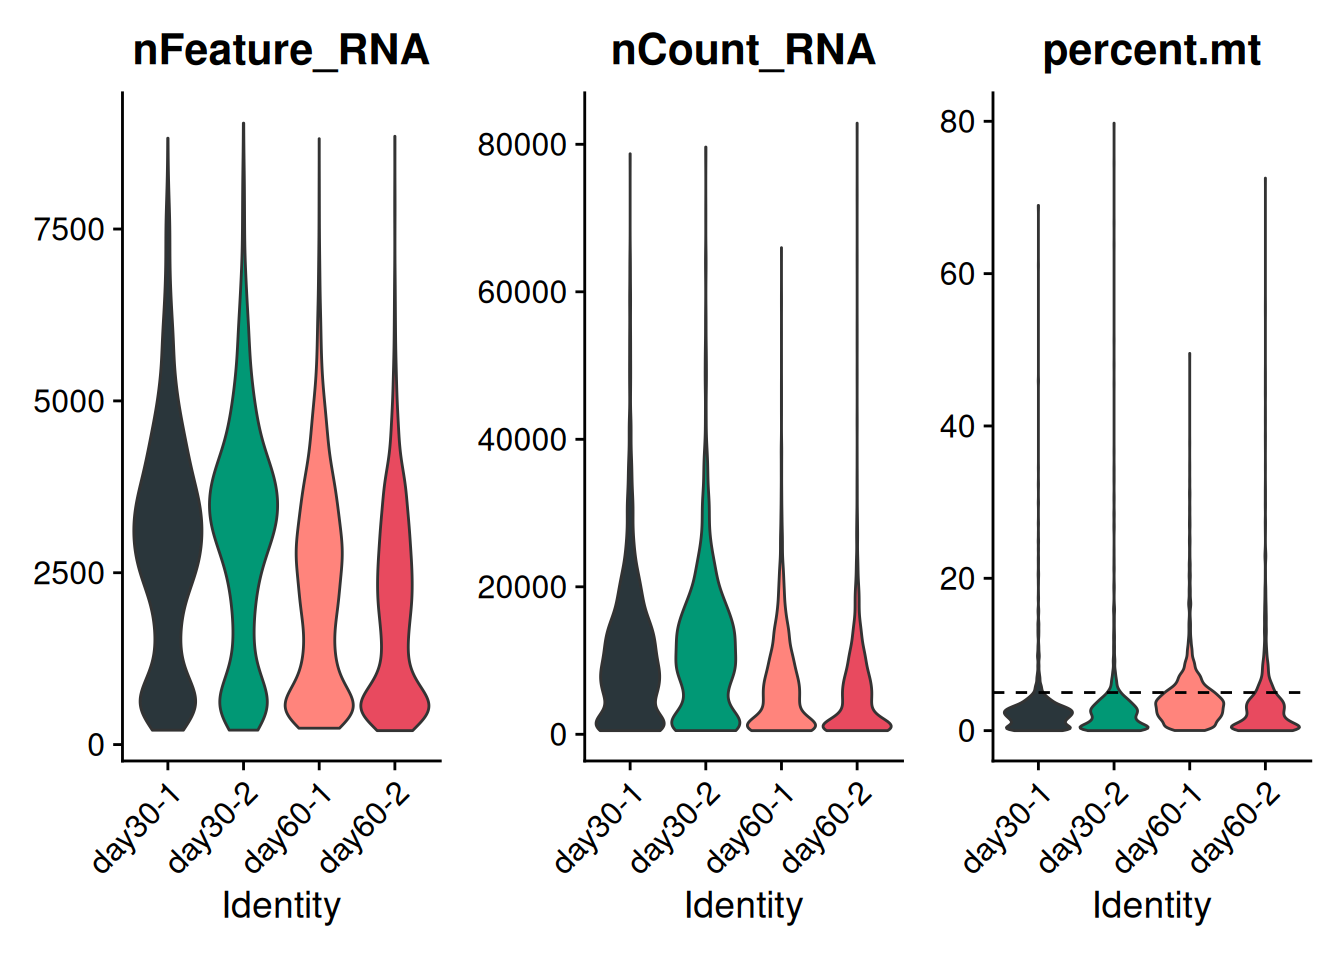 nFeature_RNA
7500
5000
2500
0
day30-1
day30-2
day60-1
day60-2
Identity
nCount_RNA
80000
60000
40000
20000
0
day30-1
day30-2
day60-1
day60-2
Identity
percent.mt
80
60
40
20
0
day30-1
day30-2
day60-1
day60-2
Identity